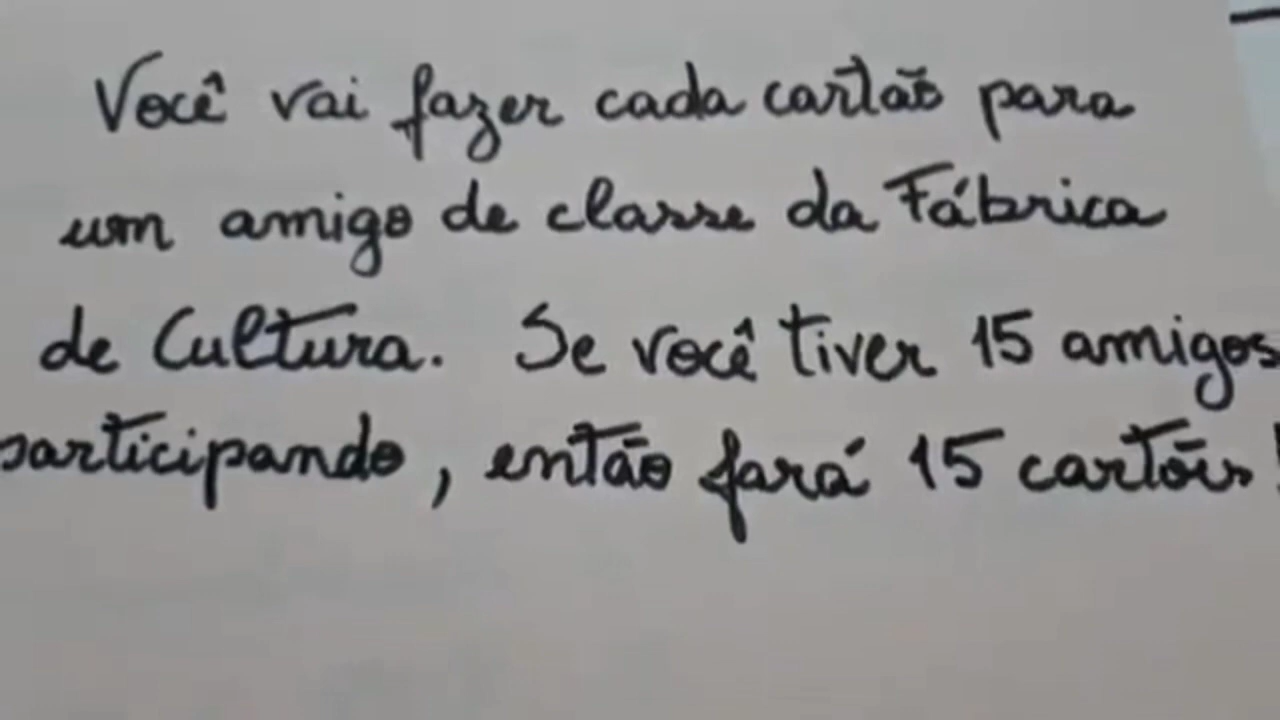 Você vai fazer cada cartão para
um amigo de classe da Fábrica
de Cultura. Se você tiver 15 amigos
participando, então fará 15 cartões!